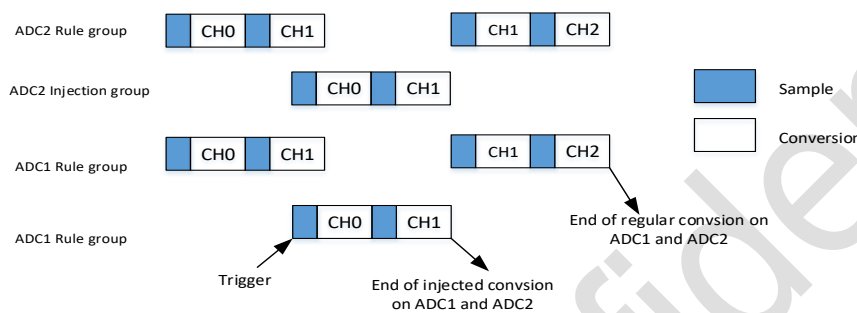 ADC2 Rule group CH0 CH1 CH1 CH2
ADC2 Injection group CH0 CH1
Sample
Conversion
ADC1 Rule group CH0 CH1 CH1 CH2
ADC1 Rule group CH0 CH1
End of regular convsion on
ADC1 and ADC2
Trigger
End of injected convsion
on ADC1 and ADC2